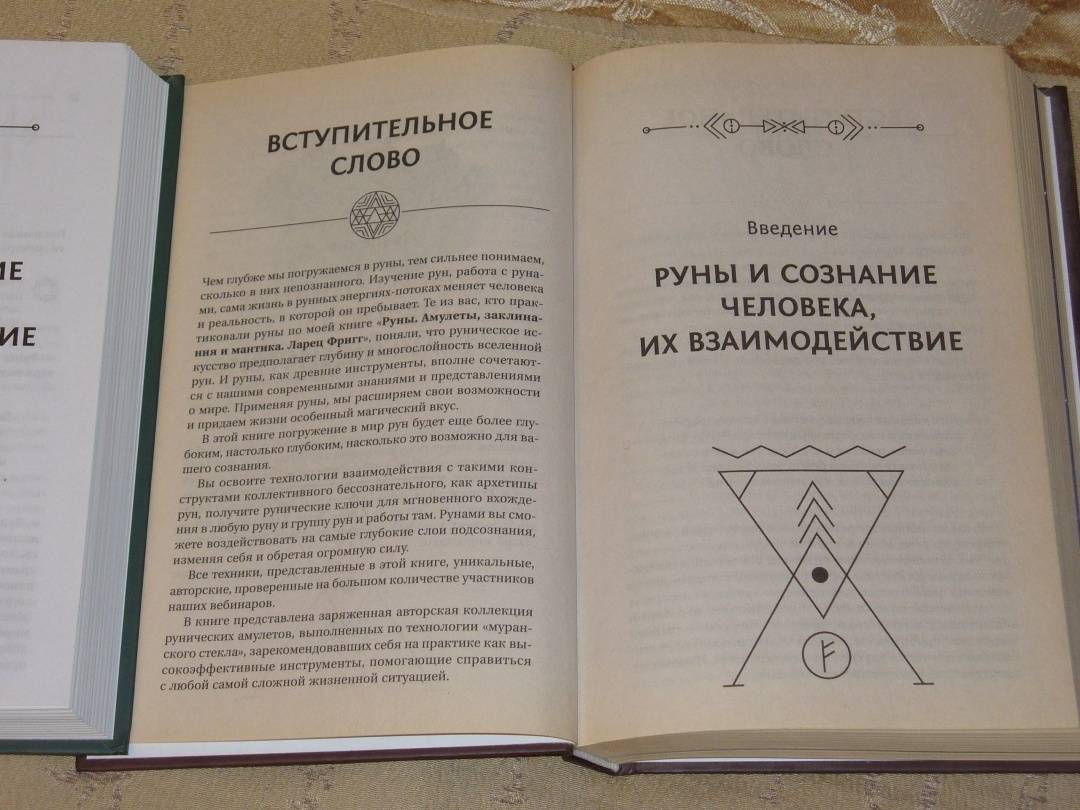 ИЕ
ИЕ
ВСТУПИТЕЛЬНОЕ
СЛОВО
Чем глубже мы погружаемся в руны, тем сильнее понимаем,
сколько в них непознанного. Изучение рун, работа с руна-
ми, сама жизнь в рунных энергиях-потоках меняет человека
и реальность, в которой он пребывает. Те из вас, кто прак-
тиковали руны по моей книге «Руны. Амулеты, заклина-
ния и мантика. Ларец Фригг», поняли, что руническое ис-
кусство предполагает глубину и многослойность вселенной
рун. И руны, как древние инструменты, вполне сочетают-
ся с нашими современными знаниями и представлениями
о мире. Применяя руны, мы расширяем свои возможности
и придаем жизни особенный магический вкус.
В этой книге погружение в мир рун будет еще более глу-
боким, настолько глубоким, насколько это возможно для ва-
шего сознания.
Вы освоите технологии взаимодействия с такими кон-
структами коллективного бессознательного, как архетипы
рун, получите рунические ключи для мгновенного вхожде-
ния в любую руну и группу рун и работы там. Рунами вы смо-
жете воздействовать на самые глубокие слои подсознания,
изменяя себя и обретая огромную силу.
Все техники, представленные в этой книге, уникальные,
авторские, проверенные на большом количестве участников
наших вебинаров.
В книге представлена заряженная авторская коллекция
рунических амулетов, выполненных по технологии «муран-
ского стекла», зарекомендовавших себя на практике как вы-
сокоэффективные инструменты, помогающие справиться
с любой самой сложной жизненной ситуацией.
Введение
РУНЫ И СОЗНАНИЕ
ЧЕЛОВЕКА,
ИХ ВЗАИМОДЕЙСТВИЕ
ᚠ